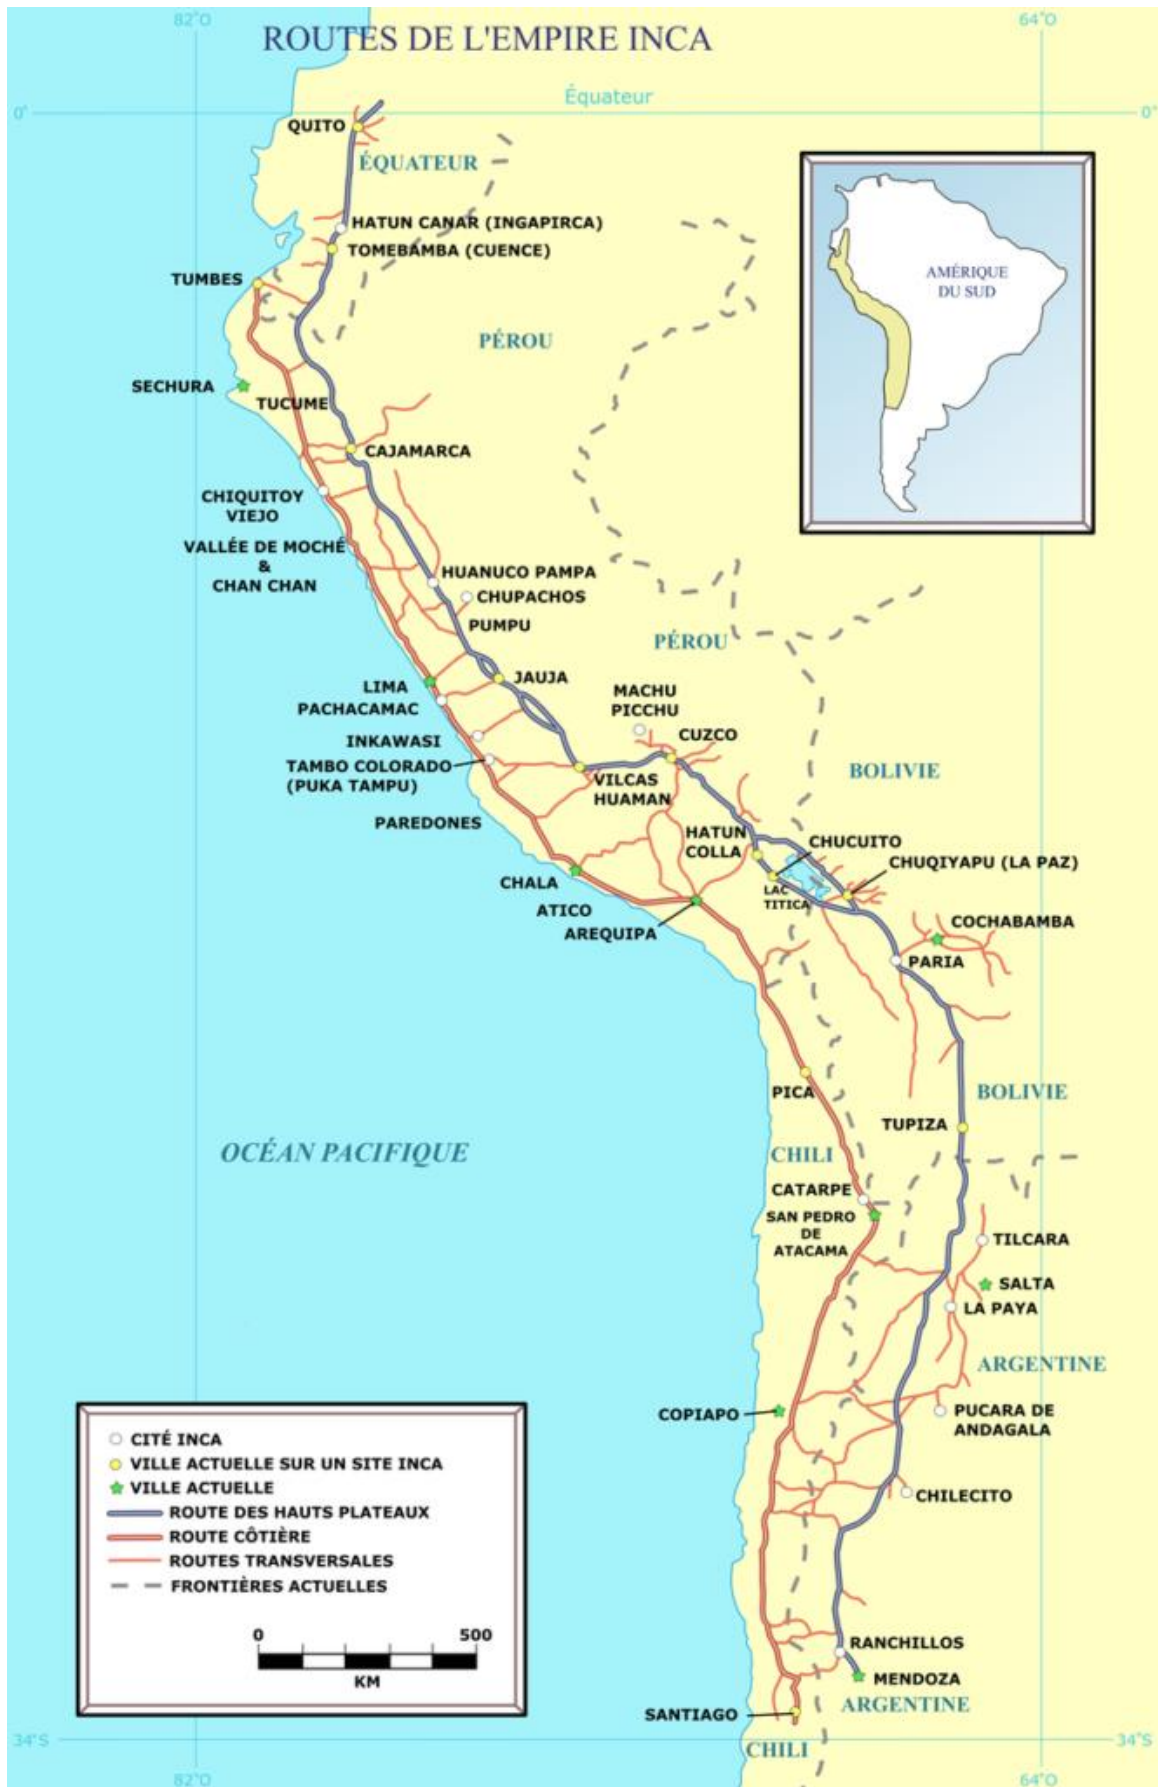 82°O
64°O
ROUTES DE L'EMPIRE INCA
Équateur
0°
0°
QUITO
ÉQUATEUR
HATUN CANAR (INGAPIRCA)
TOMEBAMBA (CUENCE)
TUMBES
AMÉRIQUE
DU SUD
PÉROU
SECHURA
TUCUME
CAJAMARCA
CHIQUITOY
VIEJO
VALLÉE DE MOCHÉ
&
CHAN CHAN
HUANUCO PAMPA
CHUPACHOS
PUMPU
PÉROU
JAUJA
LIMA
PACHACAMAC
MACHU
PICCHU
CUZCO
INKAWASI
TAMBO COLORADO
(PUKA TAMPU)
VILCAS
HUAMAN
BOLIVIE
PAREDONES
HATUN
COLLA
CHUCUITO
CHUQIYAPU (LA PAZ)
CHALA
LAC
TITICA
ATICO
AREQUIPA
COCHABAMBA
PARIA
PICA
BOLIVIE
TUPIZA
OCÉAN PACIFIQUE
CHILI
CATARPE
SAN PEDRO
DE
ATACAMA
TILCARA
SALTA
LA PAYA
ARGENTINE
COPIAPO
PUCARA DE
ANDAGALA
CHILECITO
CITÉ INCA
VILLE ACTUELLE SUR UN SITE INCA
VILLE ACTUELLE
ROUTE DES HAUTS PLATEAUX
ROUTE CÔTIÈRE
ROUTES TRANSVERSALES
FRONTIÈRES ACTUELLES
0 500
KM
RANCHILLOS
MENDOZA
ARGENTINE
SANTIAGO
CHILI
34°S
34°S
82°O
64°O